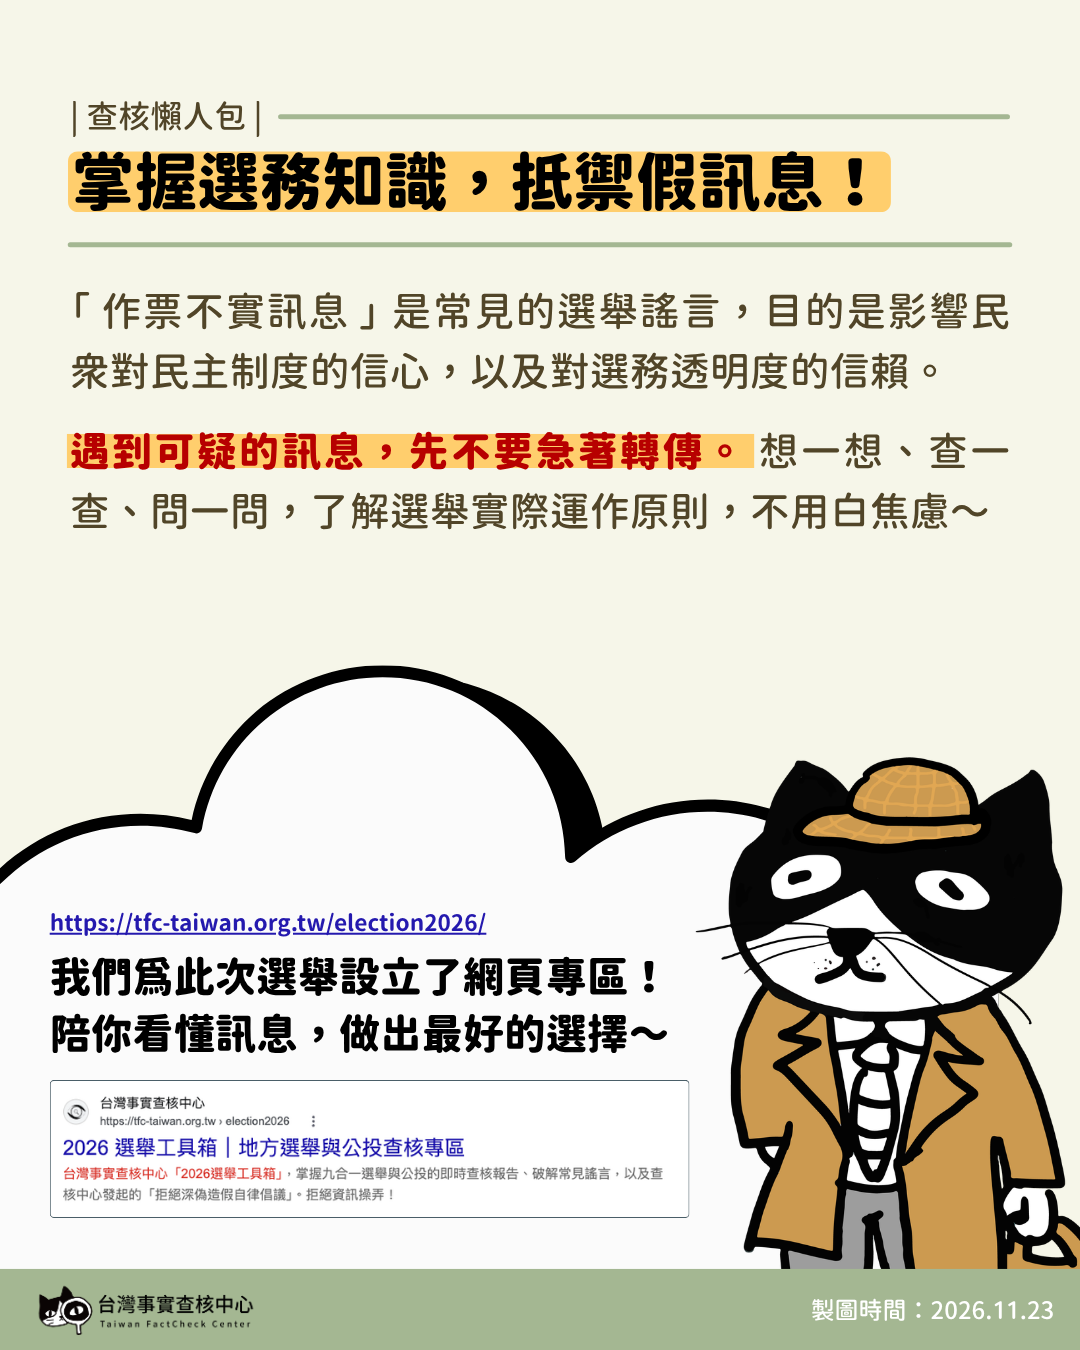 | 查核懶人包 |
掌握選務知識，抵禦假訊息！
「作票不實訊息」是常見的選舉謠言，目的是影響民
眾對民主制度的信心，以及對選務透明度的信賴。
遇到可疑的訊息，先不要急著轉傳。想一想、查一
查、問一問，了解選舉實際運作原則，不用白焦慮～
https://tfc-taiwan.org.tw/election2026/
我們為此次選舉設立了網頁專區！
陪你看懂訊息，做出最好的選擇～
台灣事實查核中心
https://tfc-taiwan.org.tw › election2026
2026 選舉工具箱｜地方選舉與公投查核專區
台灣事實查核中心「2026選舉工具箱」，掌握九合一選舉與公投的即時查核報告、破解常見謠言，以及查
核中心發起的「拒絕深偽造假自律倡議」。拒絕資訊操弄！
台灣事實查核中心
Taiwan FactCheck Center
製圖時間：2026.11.23